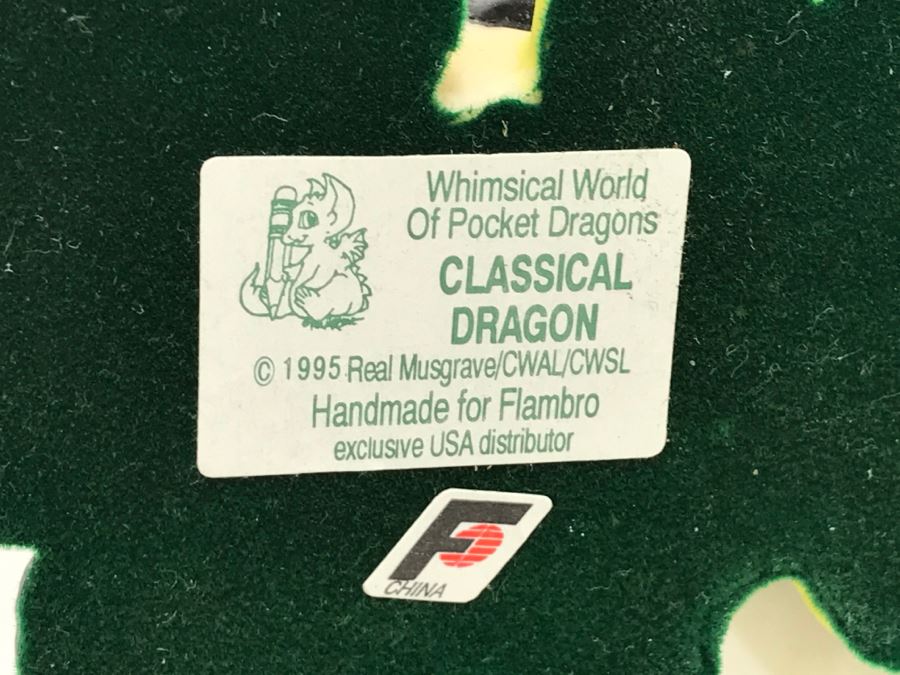 Whimsical World
Of Pocket Dragons
CLASSICAL
DRAGON
© 1995 Real Musgrave/CWAL/CWSL
Handmade for Flambro
exclusive USA distributor
F
CHINA